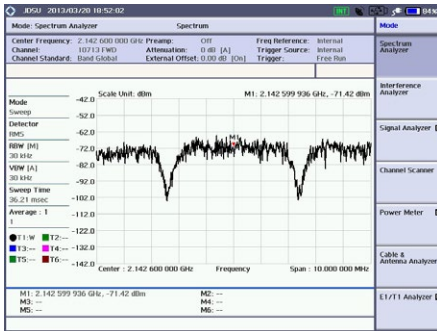 JDSU 2013/03/20 18:52:02
INT
84%
Mode: Spectrum Analyzer
Spectrum
Mode
Center Frequency: 2.142 600 000 GHz
Preamp: Off
Freq Reference: Internal
Channel: 10713 FWD
Attenuation: 0 dB [A]
Trigger Source: Internal
Channel Standard: Band Global
External Offset: 0.00 dB [On]
Trigger: Free Run
Spectrum
Analyzer
Interference
Analyzer
Signal Analyzer
Channel Scanner
Power Meter
Cable &
Antenna Analyzer
E1/T1 Analyzer
Mode
Sweep
Detector
RMS
RBW [M]
30 kHz
VBW [A]
30 kHz
Sweep Time
36.21 msec
Average : 1
1
T1:W T2:--
T3:-- T4:--
T5:-- T6:--
Scale Unit: dBm
M1: 2.142 599 936 GHz, -71.42 dBm
-42.0
-52.0
-62.0
-72.0
-82.0
-92.0
-102.0
-112.0
-122.0
-132.0
-142.0
M1
Center : 2.142 600 000 GHz
Frequency
Span : 10.000 000 MHz
M1: 2.142 599 936 GHz, -71.42 dBm
M2: --
M3: --
M4: --
M5: --
M6: --